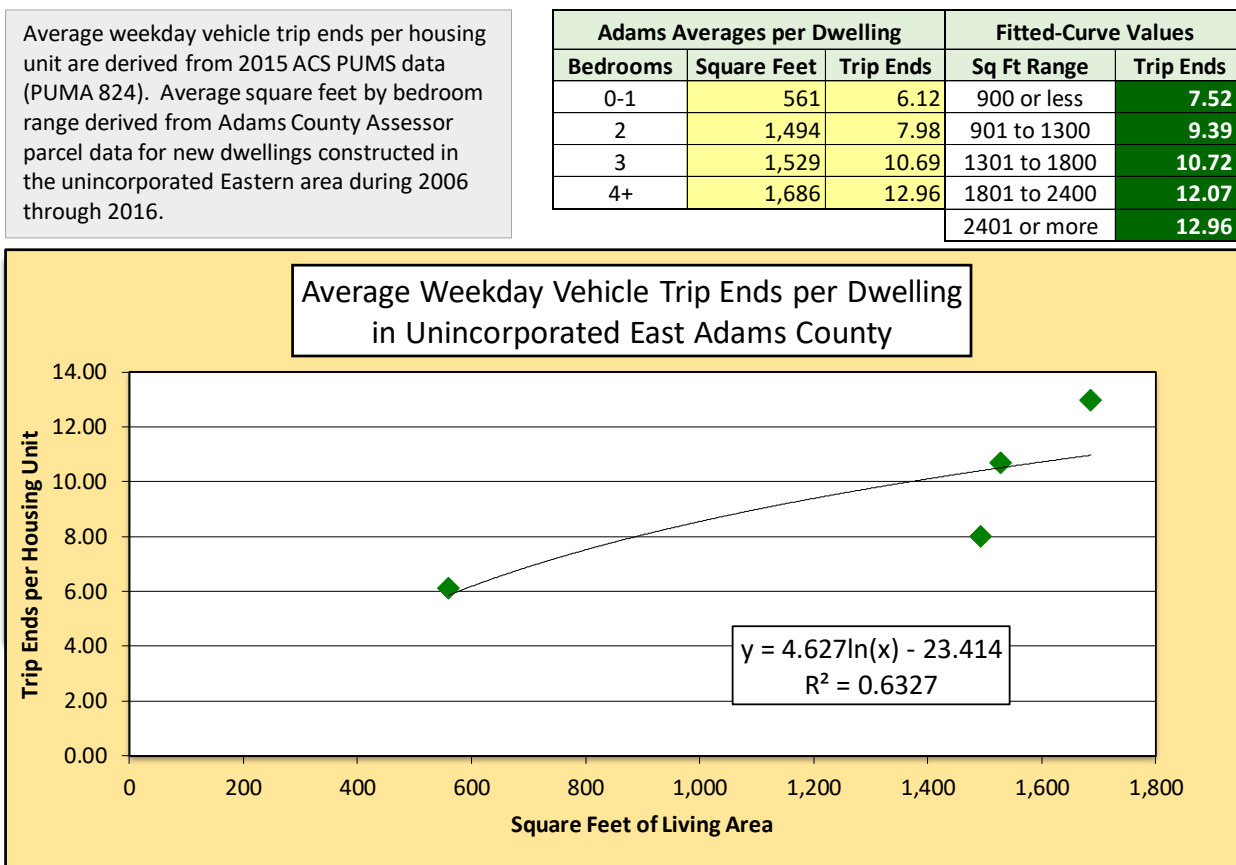 Average weekday vehicle trip ends per housing
unit are derived from 2015 ACS PUMS data
(PUMA 824).  Average square feet by bedroom
range derived from Adams County Assessor
parcel data for new dwellings constructed in
the unincorporated Eastern area during 2006
through 2016.
Adams Averages per Dwelling Fitted-Curve Values
Bedrooms Square Feet Trip Ends Sq Ft Range Trip Ends
0-1 561 6.12 900 or less 7.52
2 1,494 7.98 901 to 1300 9.39
3 1,529 10.69 1301 to 1800 10.72
4+ 1,686 12.96 1801 to 2400 12.07
2401 or more 12.96
Average Weekday Vehicle Trip Ends per Dwelling
in Unincorporated East Adams County
Trip Ends per Housing Unit
14.00
12.00
10.00
8.00
6.00
4.00
2.00
0.00
y = 4.627ln(x) - 23.414
R² = 0.6327
0 200 400 600 800 1,000 1,200 1,400 1,600 1,800
Square Feet of Living Area